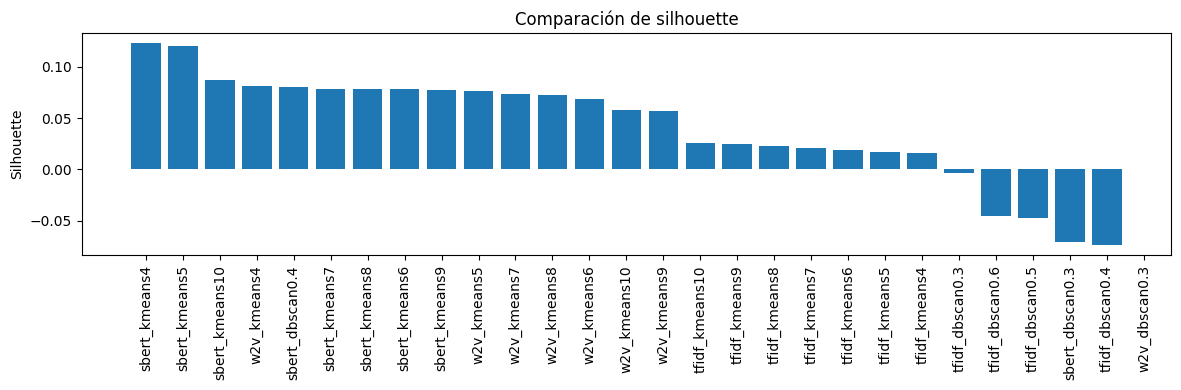 Comparación de silhouette
Silhouette
0.10
0.05
0.00
−0.05
sbert_kmeans4
sbert_kmeans5
sbert_kmeans10
w2v_kmeans4
sbert_dbscan0.4
sbert_kmeans7
sbert_kmeans8
sbert_kmeans6
sbert_kmeans9
w2v_kmeans5
w2v_kmeans7
w2v_kmeans8
w2v_kmeans6
w2v_kmeans10
w2v_kmeans9
tfidf_kmeans10
tfidf_kmeans9
tfidf_kmeans8
tfidf_kmeans7
tfidf_kmeans6
tfidf_kmeans5
tfidf_kmeans4
tfidf_dbscan0.3
tfidf_dbscan0.6
tfidf_dbscan0.5
sbert_dbscan0.3
tfidf_dbscan0.4
w2v_dbscan0.3